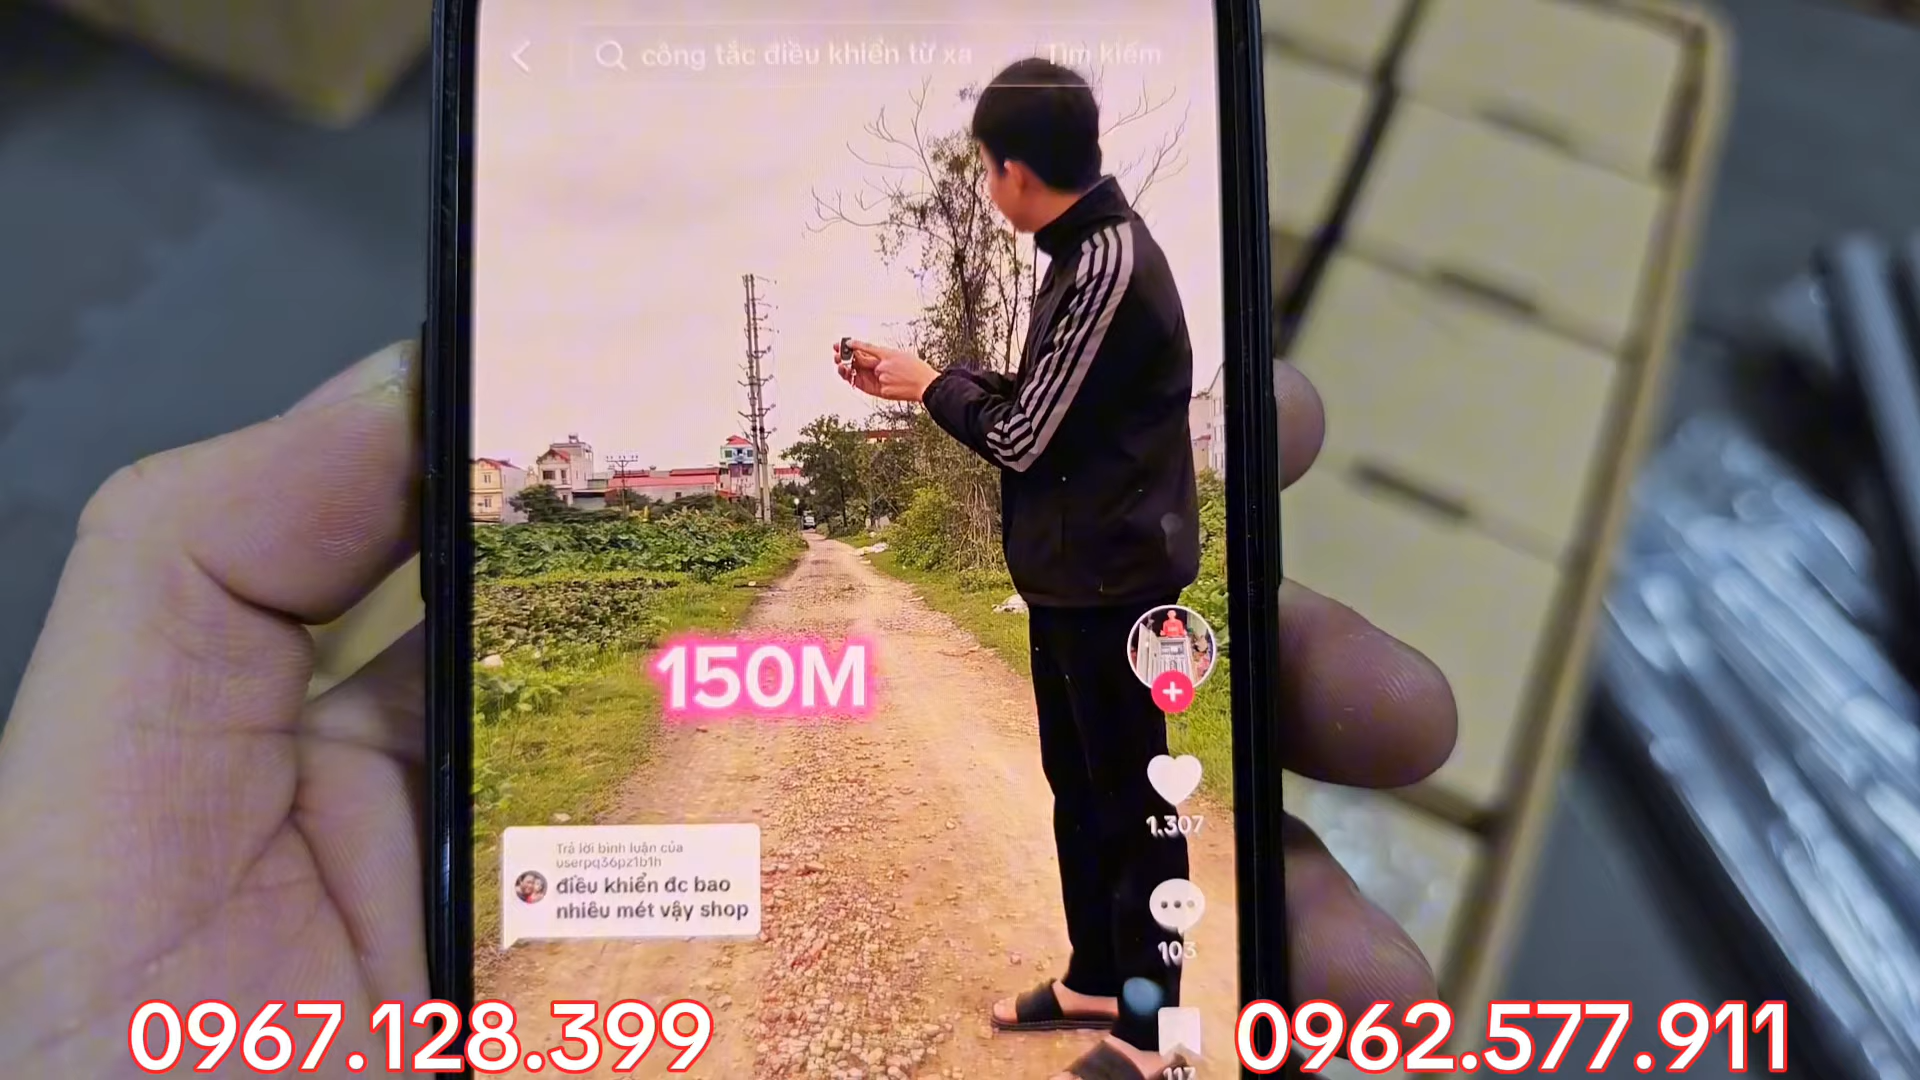 công tắc điều khiển từ xa
Tìm kiếm
150M
Trả lời bình luận của
userpq36pz1b1h
điều khiển đc bao
nhiêu mét vậy shop
1.307
103
117
0967.128.399
0962.577.911